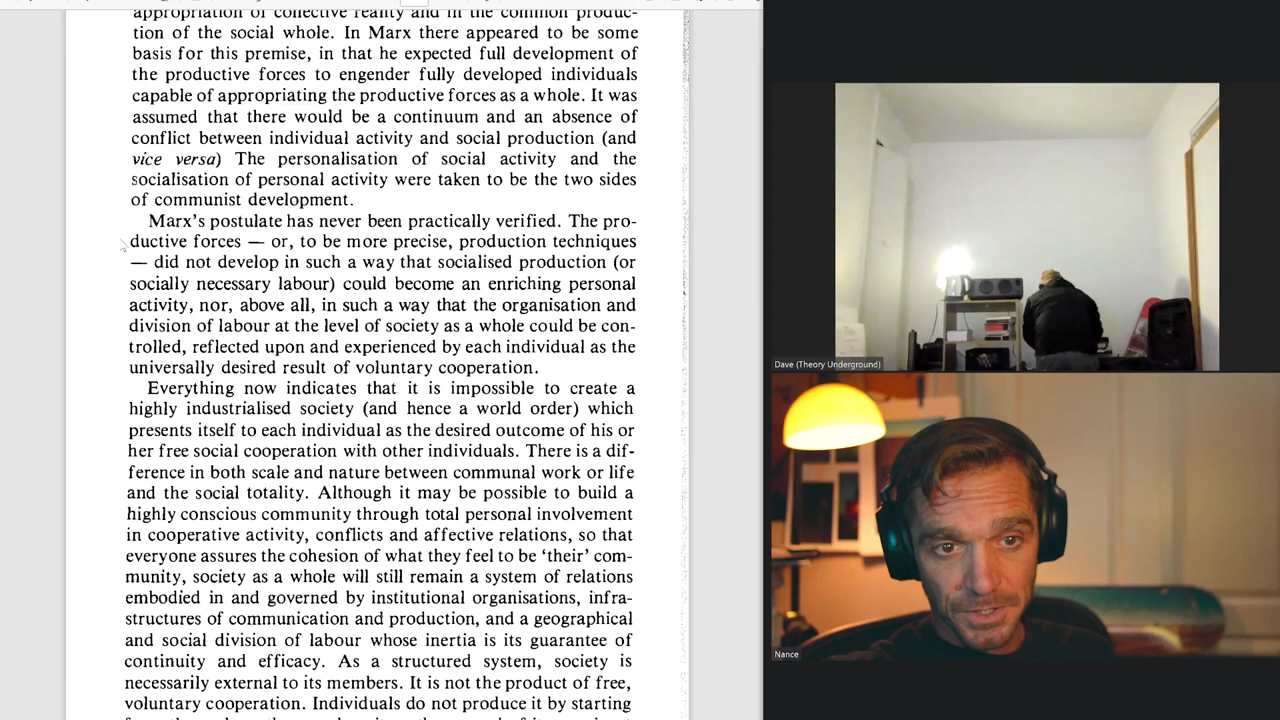 appropriation of collective reality and in the common produc-
tion of the social whole. In Marx there appeared to be some
basis for this premise, in that he expected full development of
the productive forces to engender fully developed individuals
capable of appropriating the productive forces as a whole. It was
assumed that there would be a continuum and an absence of
conflict between individual activity and social production (and
vice versa) The personalisation of social activity and the
socialisation of personal activity were taken to be the two sides
of communist development.
Marx's postulate has never been practically verified. The pro-
ductive forces — or, to be more precise, production techniques
— did not develop in such a way that socialised production (or
socially necessary labour) could become an enriching personal
activity, nor, above all, in such a way that the organisation and
division of labour at the level of society as a whole could be con-
trolled, reflected upon and experienced by each individual as the
universally desired result of voluntary cooperation.
Everything now indicates that it is impossible to create a
highly industrialised society (and hence a world order) which
presents itself to each individual as the desired outcome of his or
her free social cooperation with other individuals. There is a dif-
ference in both scale and nature between communal work or life
and the social totality. Although it may be possible to build a
highly conscious community through total personal involvement
in cooperative activity, conflicts and affective relations, so that
everyone assures the cohesion of what they feel to be 'their' com-
munity, society as a whole will still remain a system of relations
embodied in and governed by institutional organisations, infra-
structures of communication and production, and a geographical
and social division of labour whose inertia is its guarantee of
continuity and efficacy. As a structured system, society is
necessarily external to its members. It is not the product of free,
voluntary cooperation. Individuals do not produce it by starting
Dave (Theory Underground)
Nance